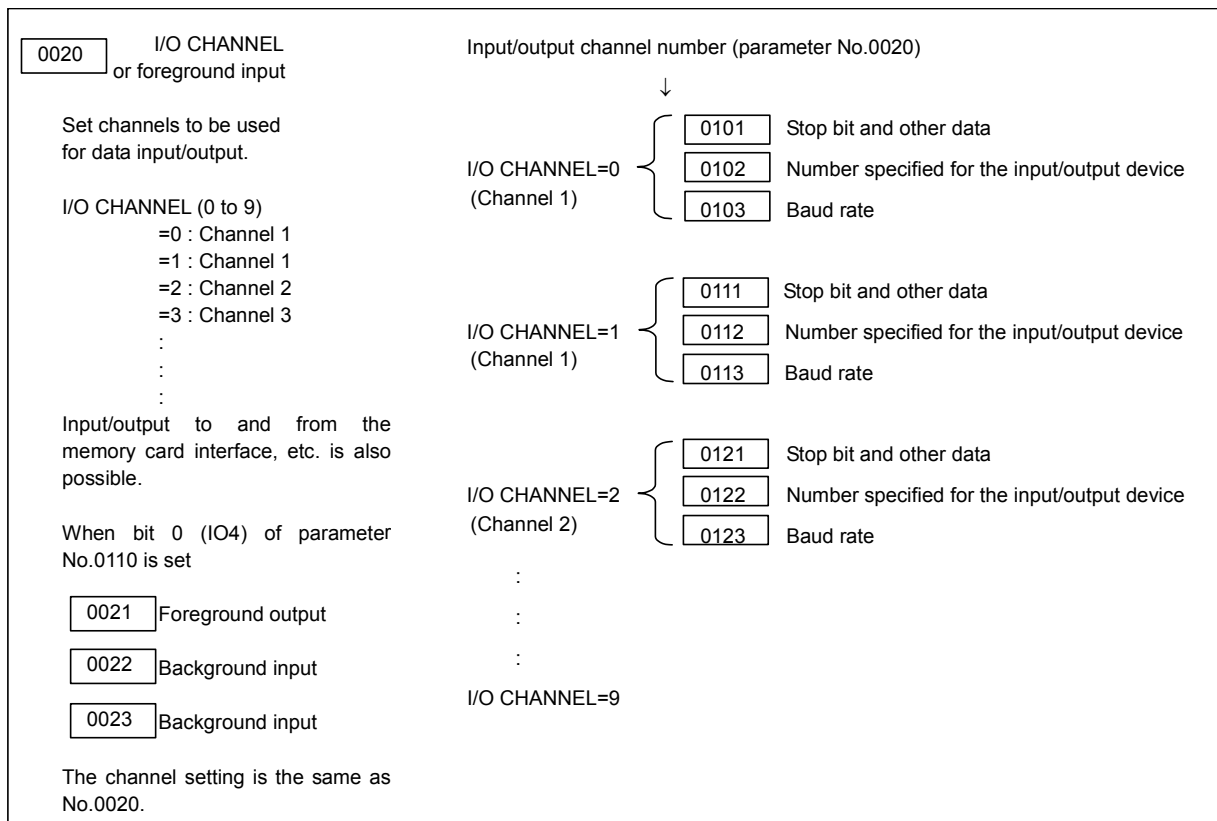 0020 I/O CHANNEL
or foreground input
Set channels to be used
for data input/output.
I/O CHANNEL (0 to 9)
=0 : Channel 1
=1 : Channel 1
=2 : Channel 2
=3 : Channel 3
:
:
:
Input/output to and from the
memory card interface, etc. is also
possible.
When bit 0 (IO4) of parameter
No.0110 is set
0021 Foreground output
0022 Background input
0023 Background input
The channel setting is the same as
No.0020.
Input/output channel number (parameter No.0020)
↓
I/O CHANNEL=0
(Channel 1)
0101 Stop bit and other data
0102 Number specified for the input/output device
0103 Baud rate
I/O CHANNEL=1
(Channel 1)
0111 Stop bit and other data
0112 Number specified for the input/output device
0113 Baud rate
I/O CHANNEL=2
(Channel 2)
0121 Stop bit and other data
0122 Number specified for the input/output device
0123 Baud rate
:
:
:
I/O CHANNEL=9